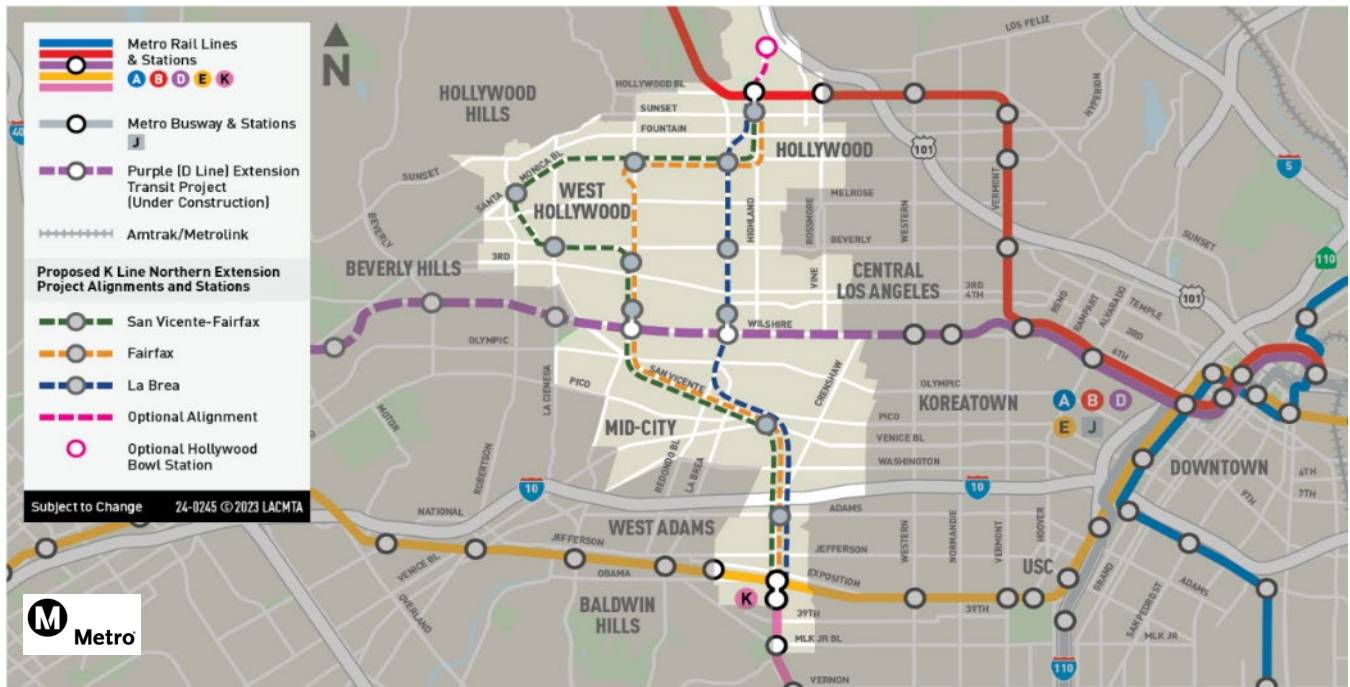 Metro Rail Lines
& Stations
A B D E K
Metro Busway & Stations
J
Purple (D Line) Extension
Transit Project
(Under Construction)
Amtrak/Metrolink
Proposed K Line Northern Extension
Project Alignments and Stations
San Vicente-Fairfax
Fairfax
La Brea
Optional Alignment
Optional Hollywood
Bowl Station
Subject to Change 24-0245 © 2023 LACMTA
M
Metro
N
40
LOS FELIZ
HOLLYWOOD BL
HOLLYWOOD
HILLS
SUNSET
FOUNTAIN
HYPERION
HOLLYWOOD
101
5
SUNSET
SANTA
MONICA BL
WEST
HOLLYWOOD
MELROSE
HIGHLAND
ROSSMORE
WESTERN
VERMONT
BEVERLY
BEVERLY
SUNSET
110
3RD
BEVERLY HILLS
VINE
CENTRAL
LOS ANGELES
3RD
4TH
RENO
RAMPART
ALVARADO
TEMPLE
101
3RD
6TH
WILSHIRE
OLYMPIC
SAN VICENTE
CRENSHAW
PICO
LA CIENEGA
OLYMPIC
KOREATOWN
A B D
E J
MOTOR
MID-CITY
PICO
VENICE BL
WASHINGTON
DOWNTOWN
ROBERTSON
REDONDO BL
LA BREA
6TH
7TH
9TH
10
10
NATIONAL
ADAMS
WEST ADAMS
JEFFERSON
JEFFERSON
WESTERN
NORMANDIE
VERMONT
HOOVER
VENICE BL
OBAMA
EXPOSITION
USC
GRAND
ADAMS
OVERLAND
BALDWIN
HILLS
K
39TH
39TH
SAN PEDRO ST
MLK JR BL
MLK JR
110
VERNON